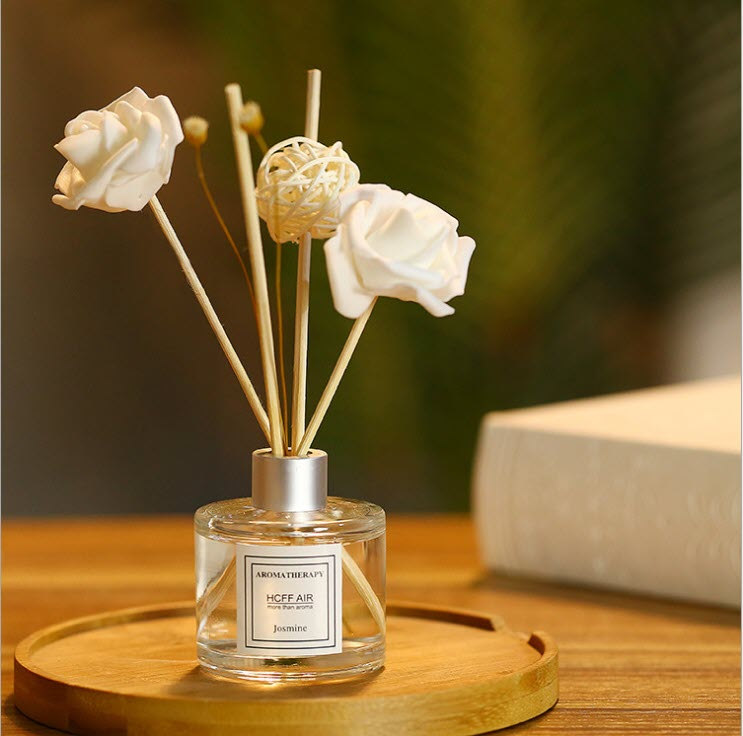 AROMATHERAPY
HCFF AIR
more than aroma
Josmine